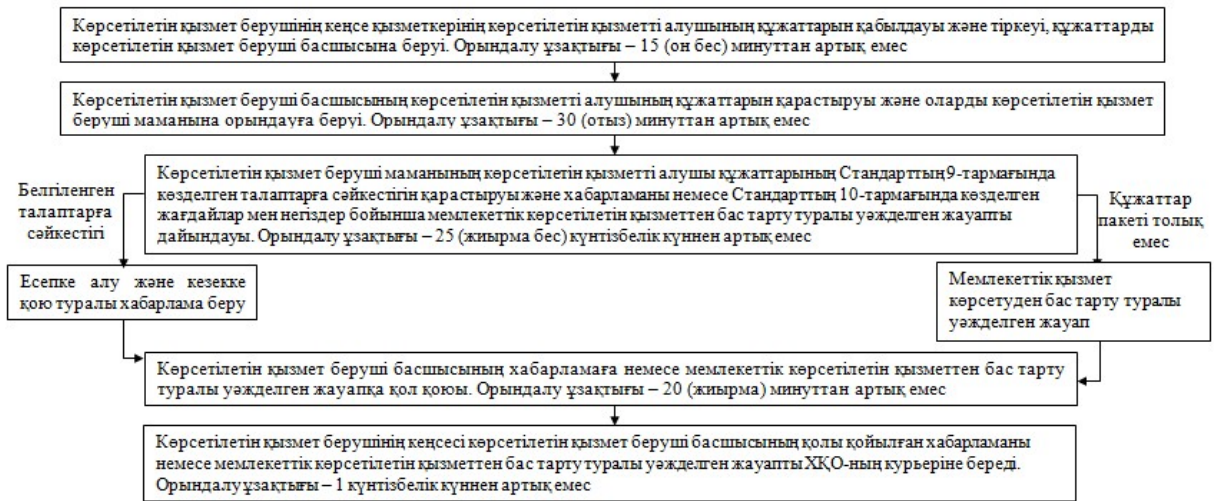 Көрсетілетін қызмет берушінің кеңсе қызметкерінің көрсетілетін қызметті алушының құжаттарын қабылдауы және тіркеуі, құжаттарды
көрсетілетін қызмет беруші басшысына беруі. Орындалу ұзақтығы – 15 (он бес) минуттан артық емес
Көрсетілетін қызмет беруші басшысының көрсетілетін қызметті алушының құжаттарын қарастыруы және оларды көрсетілетін қызмет
беруші маманына орындауға беруі. Орындалу ұзақтығы – 30 (отыз) минуттан артық емес
Көрсетілетін қызмет беруші маманының көрсетілетін қызметті алушы құжаттарының Стандарттың 9-тармағында
көзделген талаптарға сәйкестігін қарастыруы және хабарламаны немесе Стандарттың 10-тармағында көзделген
жағдайлар мен негіздер бойынша мемлекеттік көрсетілетін қызметтен бас тарту туралы уәжделген жауапты
дайындауы. Орындалу ұзақтығы – 25 (жиырма бес) күнтізбелік күннен артық емес
Белгіленген
талаптарға
сәйкестігі
Құжаттар
пакеті толық
емес
Есепке алу және кезекке
қою туралы хабарлама беру
Мемлекеттік қызмет
көрсетуден бас тарту туралы
уәжделген жауап
Көрсетілетін қызмет беруші басшысының хабарламаға немесе мемлекеттік көрсетілетін қызметтен бас тарту
туралы уәжделген жауапқа қол қоюы. Орындалу ұзақтығы – 20 (жиырма) минуттан артық емес
Көрсетілетін қызмет берушінің кеңсесі көрсетілетін қызмет беруші басшысының қолы қойылған хабарламаны
немесе мемлекеттік көрсетілетін қызметтен бас тарту туралы уәжделген жауапты ХҚО-ның курьеріне береді.
Орындалу ұзақтығы – 1 күнтізбелік күннен артық емес